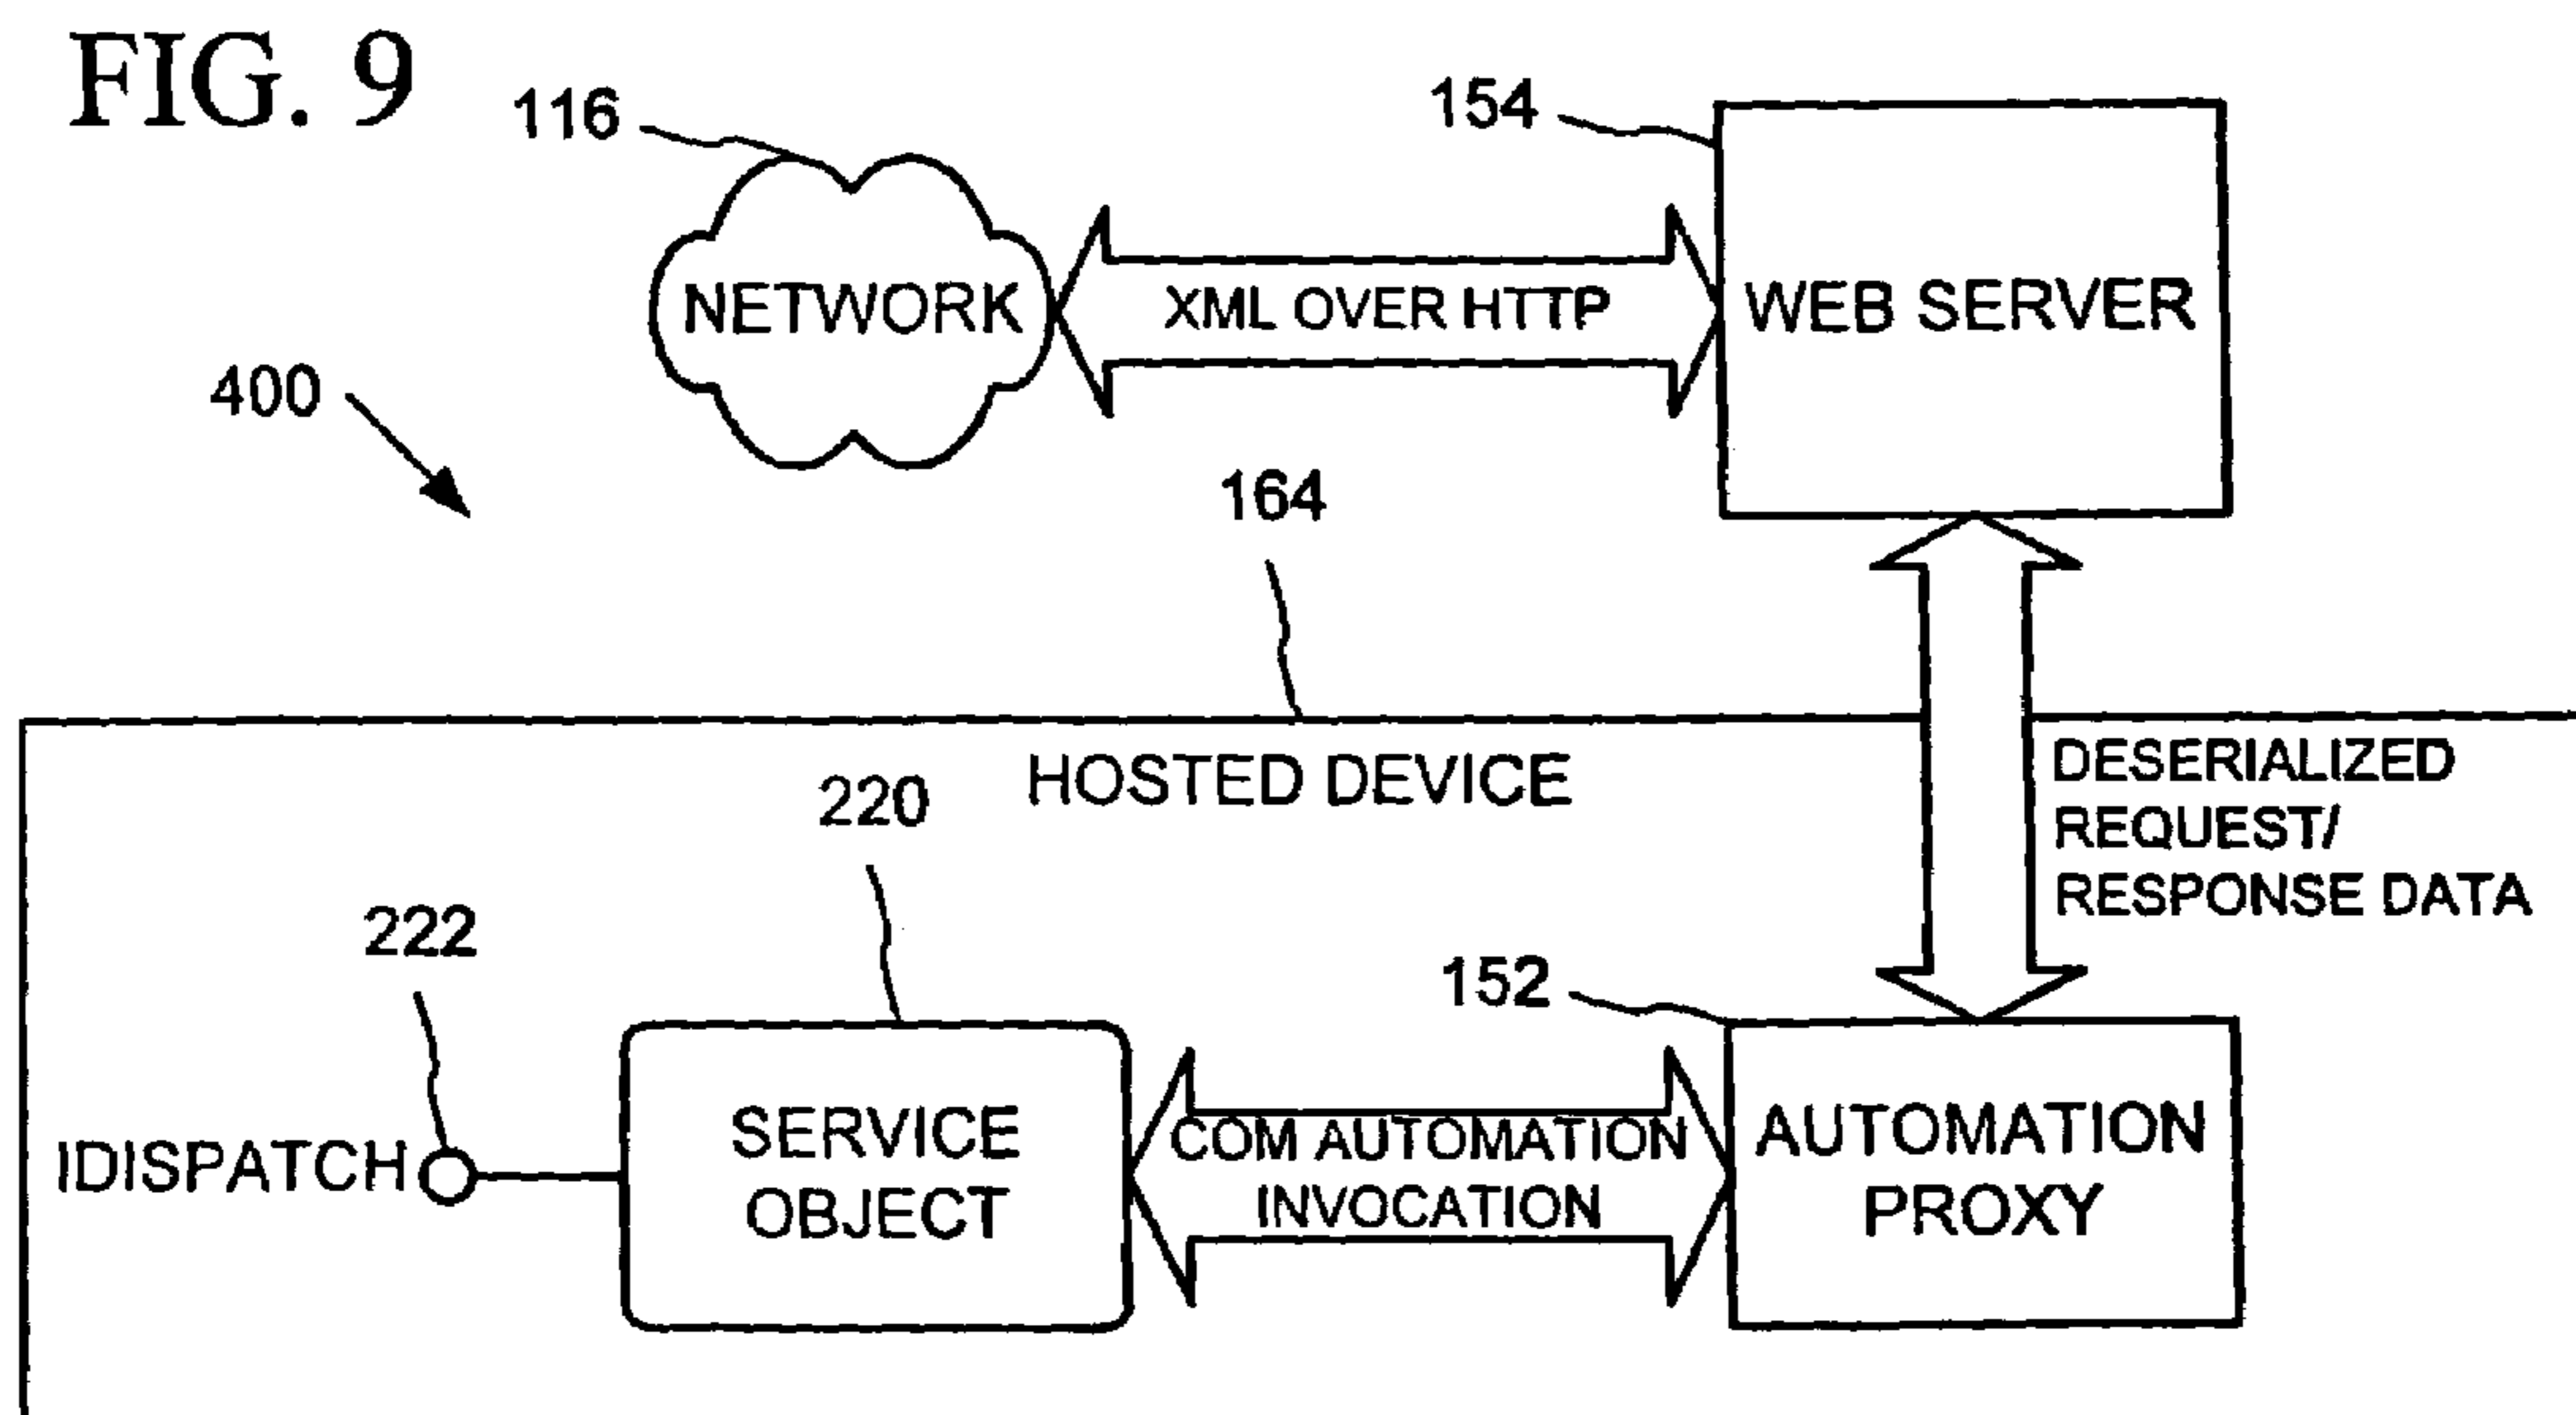 FIG. 9
116
154
NETWORK
XML OVER HTTP
WEB SERVER
400
164
HOSTED DEVICE
DESERIALIZED
REQUEST/
RESPONSE DATA
220
222
152
IDISPATCH
SERVICE
OBJECT
COM AUTOMATION
INVOCATION
AUTOMATION
PROXY